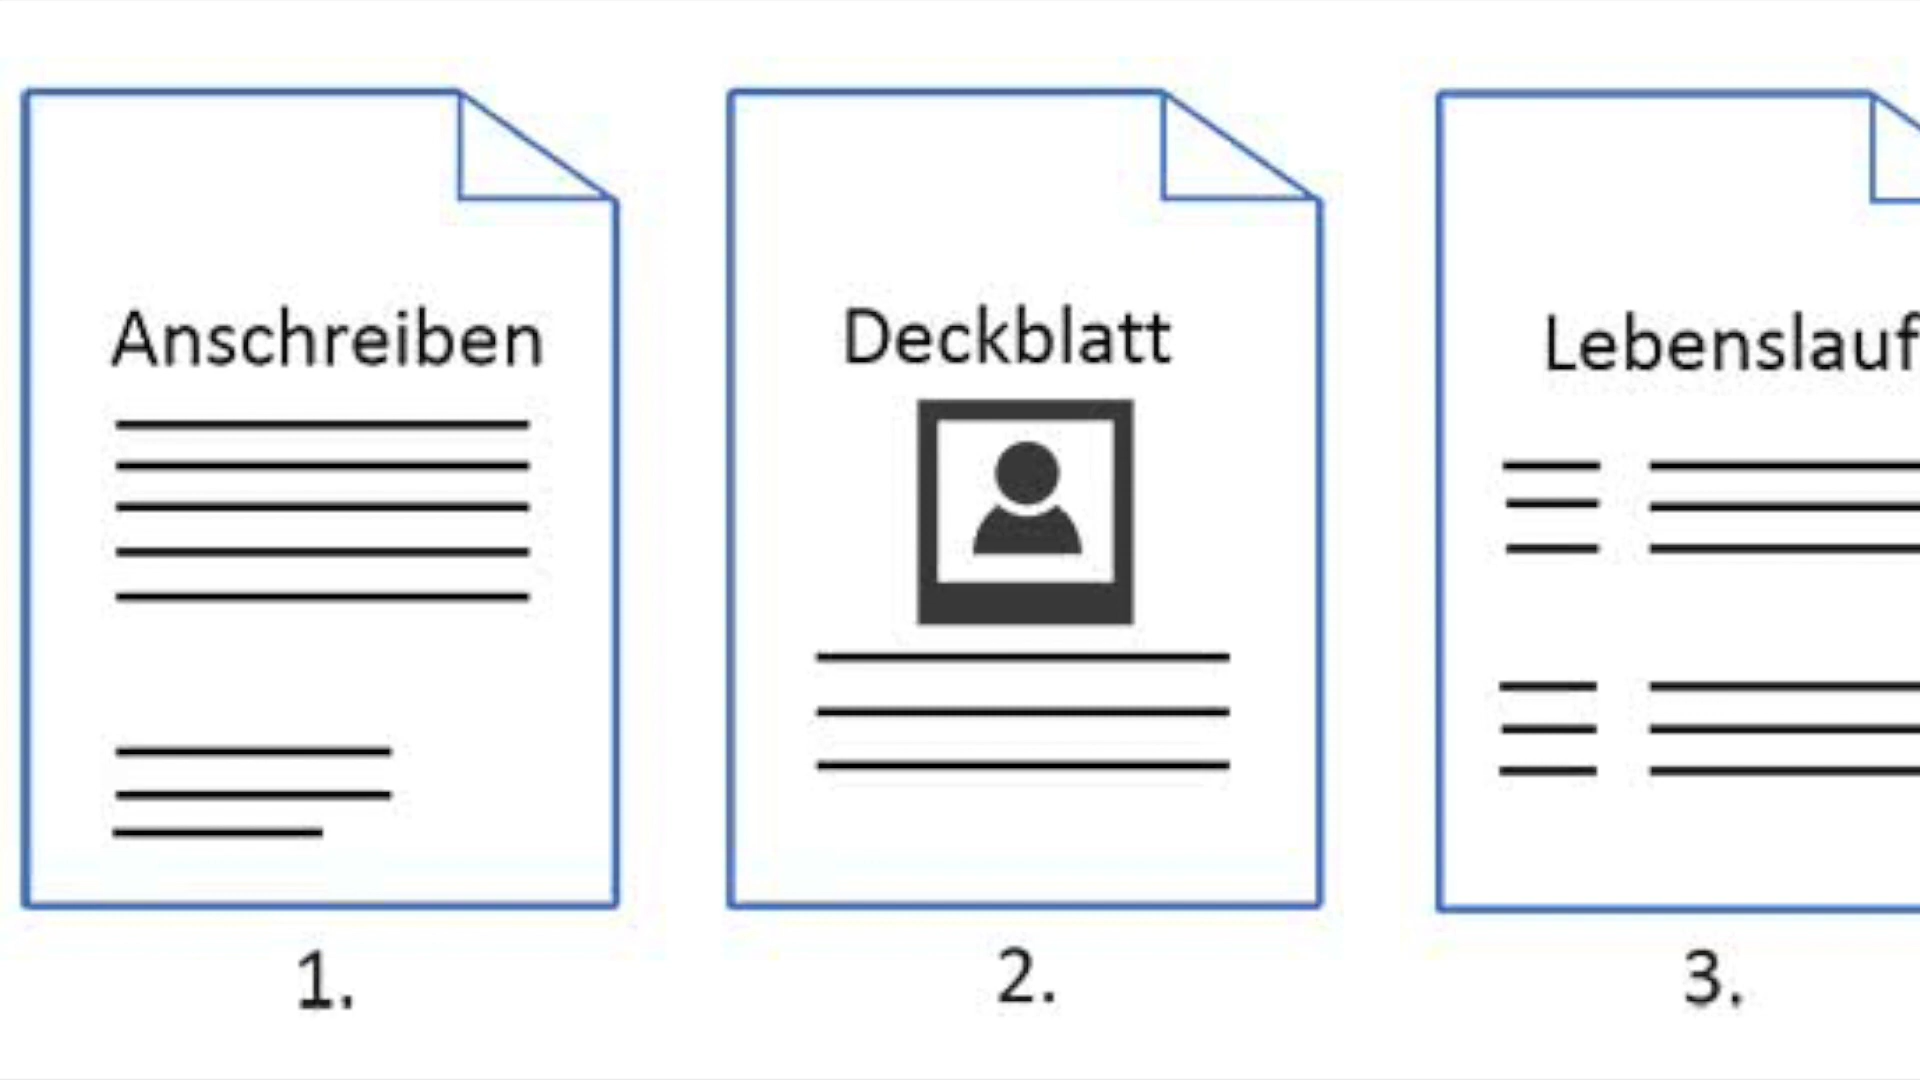 Anschreiben
1.
Deckblatt
2.
Lebenslauf
3.